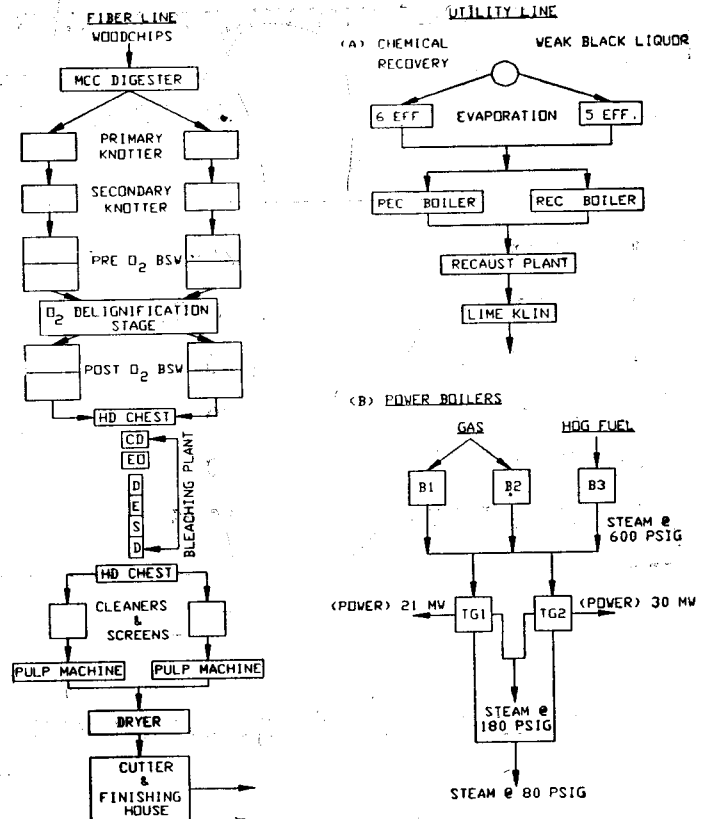 FIBER LINE
WOODCHIPS
MCC DIGESTER
PRIMARY
KNOTTER
SECONDARY
KNOTTER
PRE O2 BSW
O2 DELIGNIFICATION
STAGE
POST O2 BSW
HD CHEST
CD
EO
D
E
S
D
BLEACHING PLANT
HD CHEST
CLEANERS
&
SCREENS
PULP MACHINE
PULP MACHINE
DRYER
CUTTER
&
FINISHING
HOUSE
UTILITY LINE
(A) CHEMICAL
RECOVERY
WEAK BLACK LIQUOR
6 EFF
EVAPORATION
5 EFF.
REC BOILER
REC BOILER
RECAUST PLANT
LIME KLIN
(B) POWER BOILERS
GAS
HOG FUEL
B1
B2
B3
STEAM @
600 PSIG
(POWER) 21 MW
TG1
TG2
(POWER) 30 MW
STEAM @
180 PSIG
STEAM @ 80 PSIG